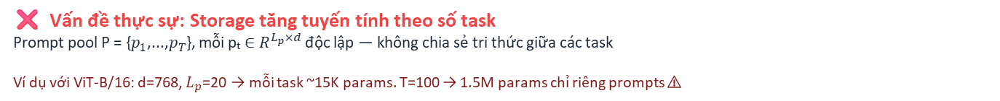 ❌ Vấn đề thực sự: Storage tăng tuyến tính theo số task
Prompt pool P = {𝑝₁,...,𝑝_𝑇}, mỗi pₜ ∈ 𝑅^{𝐿_𝑝×𝑑} độc lập — không chia sẻ tri thức giữa các task
Ví dụ với ViT-B/16: d=768, 𝐿_𝑝=20 → mỗi task ~15K params. T=100 → 1.5M params chỉ riêng prompts ⚠